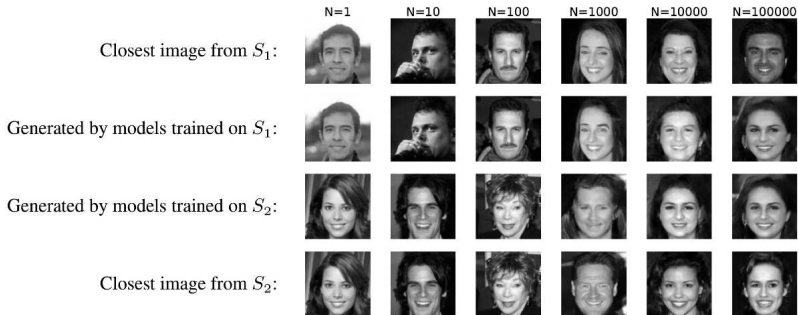 N=1 N=10 N=100 N=1000 N=10000 N=100000
Closest image from S₁:
Generated by models trained on S₁:
Generated by models trained on S₂:
Closest image from S₂: